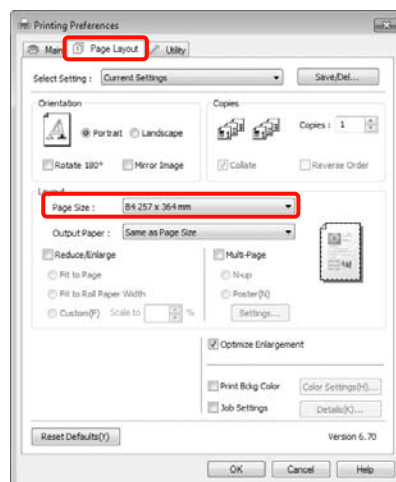 Printing Preferences
Main Page Layout Utility
Select Setting : Current Settings Save/Del...
Orientation Copies
Portrait Landscape Copies : 1
Rotate 180° Mirror Image Collate Reverse Order
Layout
Page Size : B4 257 x 364 mm
Output Paper : Same as Page Size
Reduce/Enlarge Multi-Page
Fit to Page N-up
Fit to Roll Paper Width Poster(N)
Custom(F) Scale to % Settings...
Optimize Enlargement
Print Bckg Color Color Settings(H)...
Job Settings Details(K)...
Reset Defaults(Y) Version 6.70
OK Cancel Help